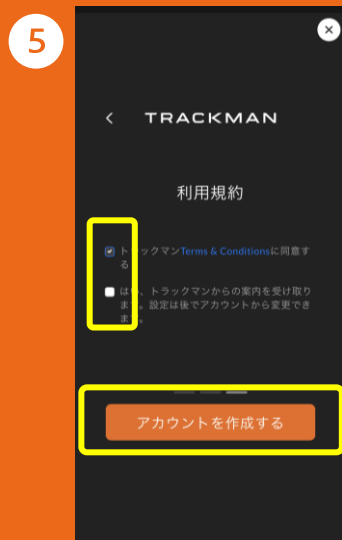 5
TRACKMAN
利用規約
トラックマンTerms & Conditionsに同意す
る
はい、トラックマンからの案内を受け取り
ます。設定は後でアカウントから変更でき
ます。
アカウントを作成する